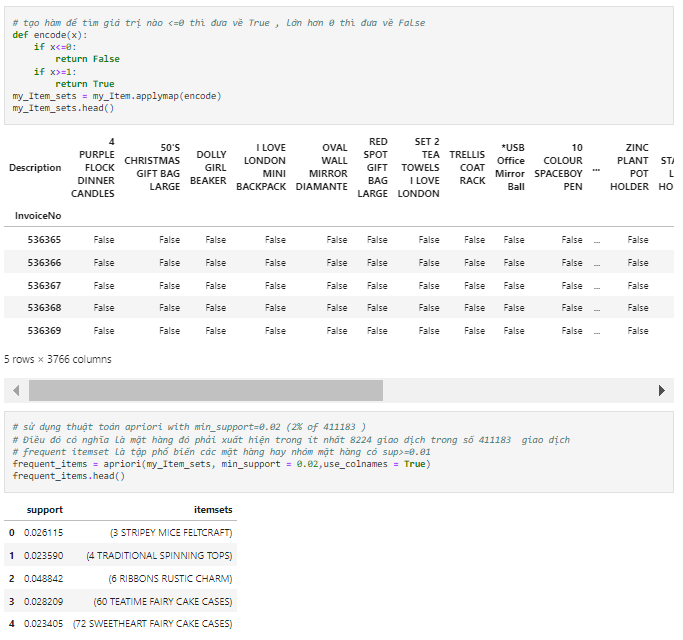 # tạo hàm để tìm giá trị nào <=0 thì đưa về True , lớn hơn 0 thì đưa về False
def encode(x):
if x<=0:
return False
if x>=1:
return True
my_Item_sets = my_Item.applymap(encode)
my_Item_sets.head()
Description 4 PURPLE FLOCK DINNER CANDLES 50'S CHRISTMAS GIFT BAG LARGE DOLLY GIRL BEAKER I LOVE LONDON MINI BACKPACK OVAL WALL MIRROR DIAMANTE RED SPOT GIFT BAG LARGE SET 2 TEA TOWELS I LOVE LONDON TRELLIS COAT RACK *USB Office Mirror Ball 10 COLOUR SPACEBOY PEN ... ZINC PLANT POT HOLDER STA L HO
InvoiceNo
536365 False False False False False False False False False False ... False
536366 False False False False False False False False False False ... False
536367 False False False False False False False False False False ... False
536368 False False False False False False False False False False ... False
536369 False False False False False False False False False False ... False
5 rows × 3766 columns
# sử dụng thuật toán apriori with min_support=0.02 (2% of 411183 )
# Điều đó có nghĩa là mặt hàng đó phải xuất hiện trong ít nhất 8224 giao dịch trong số 411183  giao dịch
# frequent itemset là tập phổ biến các mặt hàng hay nhóm mặt hàng có sup>=0.01
frequent_items = apriori(my_Item_sets, min_support = 0.02,use_colnames = True)
frequent_items.head()
support itemsets
0 0.026115 (3 STRIPEY MICE FELTCRAFT)
1 0.023590 (4 TRADITIONAL SPINNING TOPS)
2 0.048842 (6 RIBBONS RUSTIC CHARM)
3 0.028209 (60 TEATIME FAIRY CAKE CASES)
4 0.023405 (72 SWEETHEART FAIRY CAKE CASES)